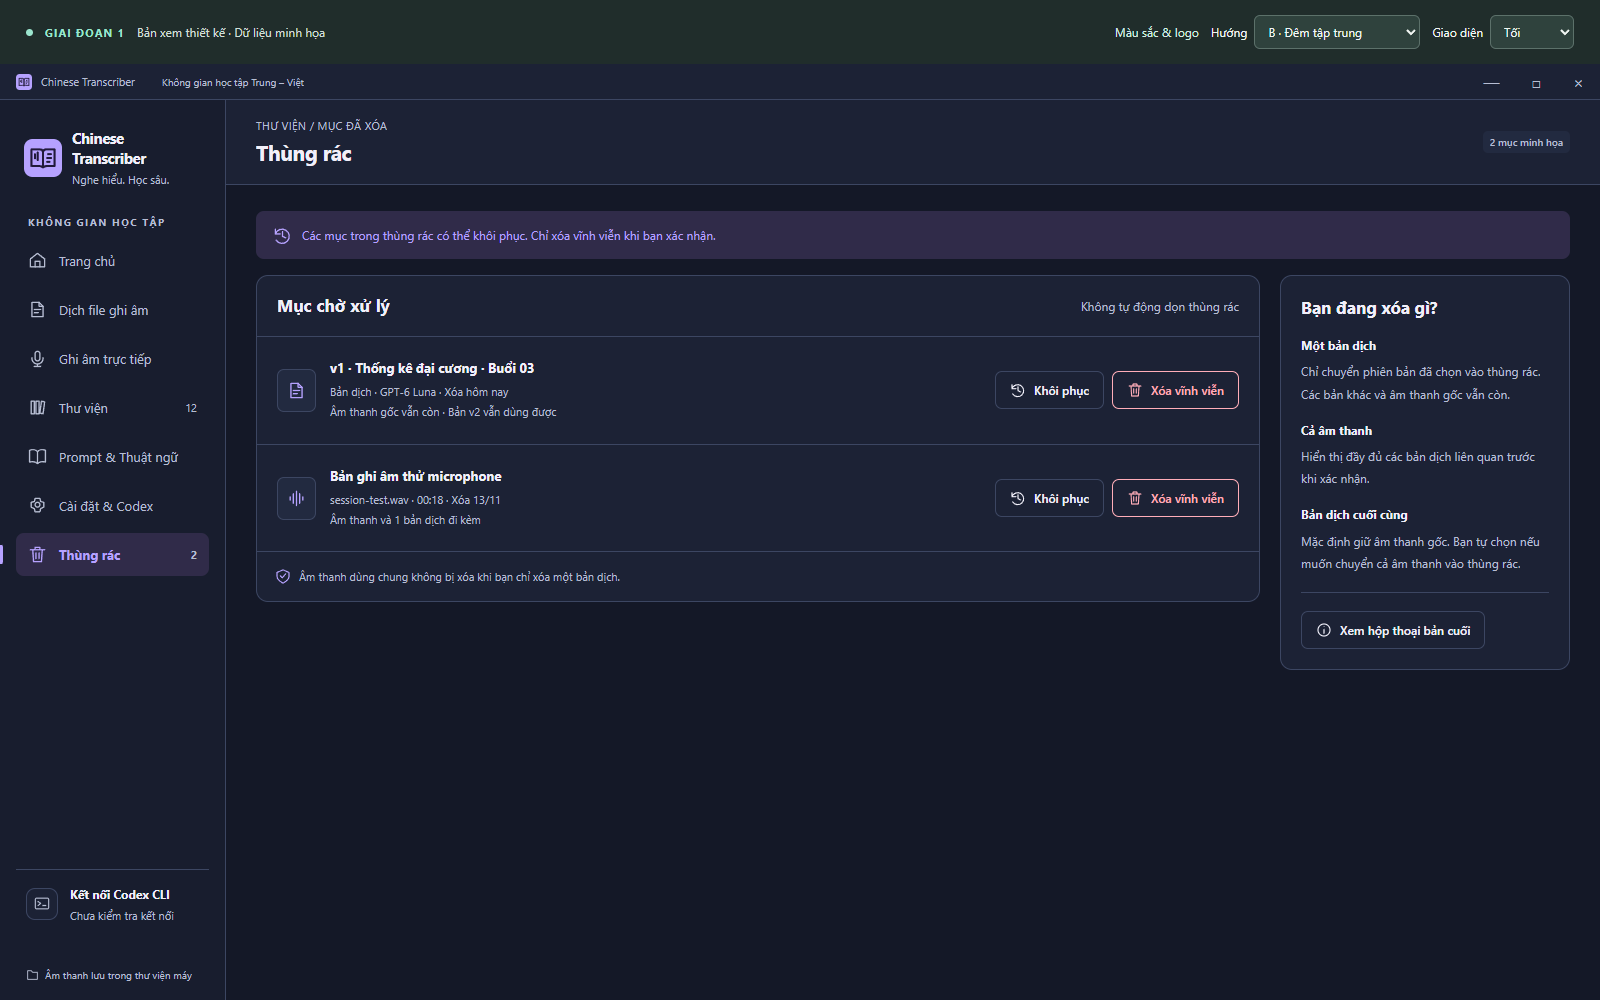 GIAI ĐOẠN 1 Bản xem thiết kế · Dữ liệu minh họa
Màu sắc & logo Hướng B · Đêm tập trung Giao diện Tối
Chinese Transcriber Không gian học tập Trung – Việt
Chinese
Transcriber
Nghe hiểu. Học sâu.
KHÔNG GIAN HỌC TẬP
Trang chủ
Dịch file ghi âm
Ghi âm trực tiếp
Thư viện 12
Prompt & Thuật ngữ
Cài đặt & Codex
Thùng rác 2
Kết nối Codex CLI
Chưa kiểm tra kết nối
Âm thanh lưu trong thư viện máy
THƯ VIỆN / MỤC ĐÃ XÓA
Thùng rác
2 mục minh họa
Các mục trong thùng rác có thể khôi phục. Chỉ xóa vĩnh viễn khi bạn xác nhận.
Mục chờ xử lý
Không tự động dọn thùng rác
v1 · Thống kê đại cương · Buổi 03
Bản dịch · GPT-6 Luna · Xóa hôm nay
Âm thanh gốc vẫn còn · Bản v2 vẫn dùng được
Khôi phục Xóa vĩnh viễn
Bản ghi âm thử microphone
session-test.wav · 00:18 · Xóa 13/11
Âm thanh và 1 bản dịch đi kèm
Khôi phục Xóa vĩnh viễn
Âm thanh dùng chung không bị xóa khi bạn chỉ xóa một bản dịch.
Bạn đang xóa gì?
Một bản dịch
Chỉ chuyển phiên bản đã chọn vào thùng rác.
Các bản khác và âm thanh gốc vẫn còn.
Cả âm thanh
Hiển thị đầy đủ các bản dịch liên quan trước
khi xác nhận.
Bản dịch cuối cùng
Mặc định giữ âm thanh gốc. Bạn tự chọn nếu
muốn chuyển cả âm thanh vào thùng rác.
Xem hộp thoại bản cuối